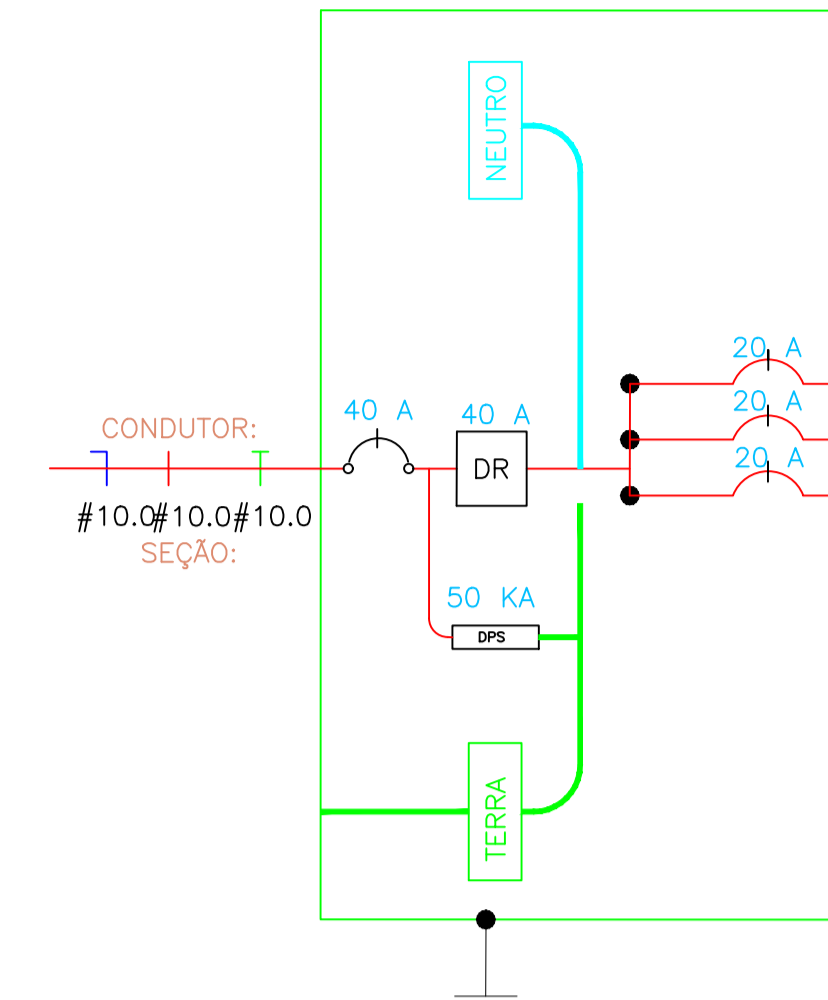 NEUTRO
20 A
20 A
20 A
40 A
40 A
CONDUTOR:
DR
#10.0
#10.0
#10.0
SEÇÃO:
50 KA
DPS
TERRA